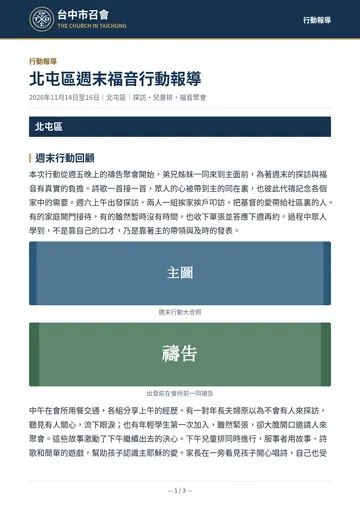 台中市召會
THE CHURCH IN TAICHUNG
行動報導
行動報導
北屯區週末福音行動報導
2026年11月14日至16日｜北屯區｜探訪・兒童排・福音聚會
北屯區
週末行動回顧
本次行動從週五晚上的禱告聚會開始，弟兄姊妹一同來到主面前，為著週末的探訪與福
音有真實的負擔。詩歌一首接一首，眾人的心被帶到主的同在裏，也彼此代禱記念各個
家中的需要。週六上午出發探訪，兩人一組挨家挨戶叩訪，把基督的愛帶給社區裏的人。
有的家庭開門接待，有的雖然暫時沒有時間，也收下單張並答應下週再約。過程中眾人
學到，不是靠自己的口才，乃是靠著主的帶領與及時的發表。
主圖
週末行動大合照
禱告
出發前在會所前一同禱告
中午在會所用餐交通，各組分享上午的經歷。有一對年長夫婦原以為不會有人來探訪，
聽見有人關心，流下眼淚；也有年輕學生第一次加入，雖然緊張，卻大膽開口邀請人來
聚會。這些故事激勵了下午繼續出去的決心。下午兒童排同時進行，服事者用故事、詩
歌和簡單的遊戲，幫助孩子認識主耶穌的愛。家長在一旁看見孩子開心唱詩，自己也受
— 1 / 3 —